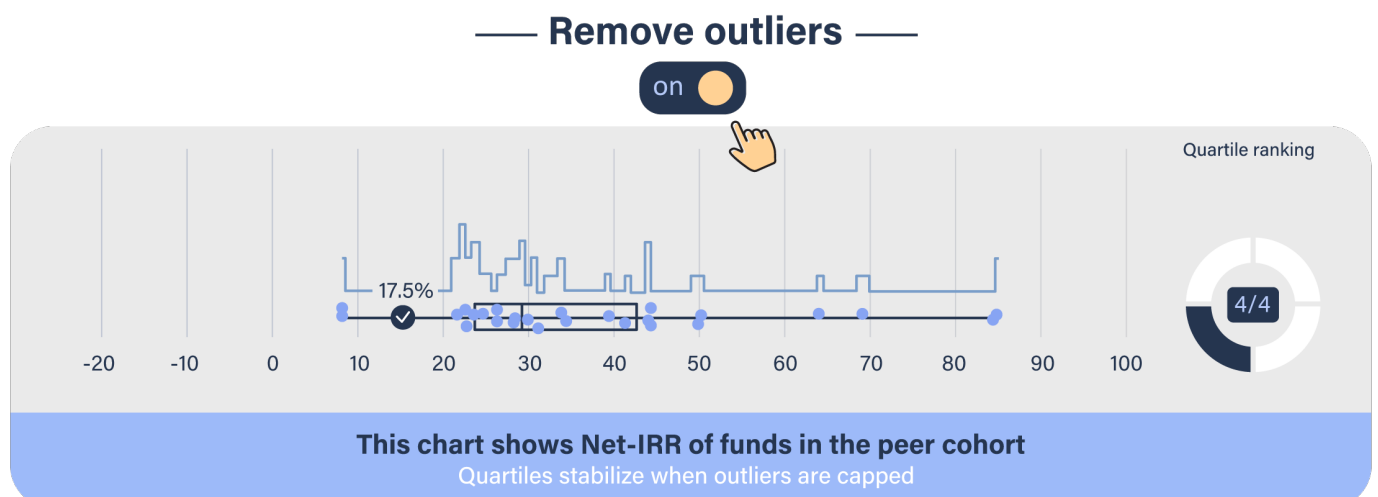 Remove outliers
on
Quartile ranking
17.5%
4/4
-20 -10 0 10 20 30 40 50 60 70 80 90 100
This chart shows Net-IRR of funds in the peer cohort
Quartiles stabilize when outliers are capped